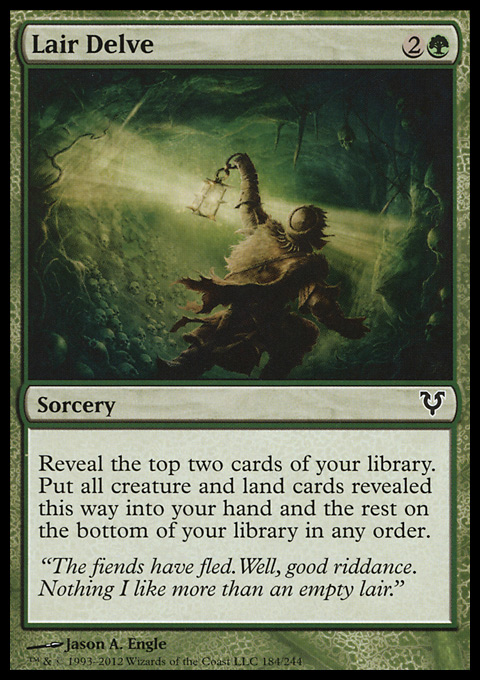 Lair Delve 2
Sorcery
Reveal the top two cards of your library.
Put all creature and land cards revealed
this way into your hand and the rest on
the bottom of your library in any order.
“The fiends have fled. Well, good riddance.
Nothing I like more than an empty lair.”
Jason A. Engle
™ & © 1993–2012 Wizards of the Coast LLC 184/244